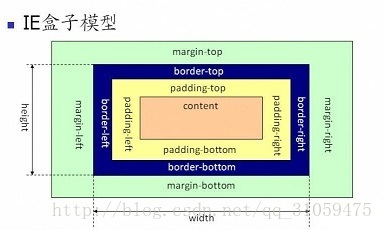 IE盒子模型
margin-top
border-top
padding-top
content
height
margin-left
border-left
padding-left
padding-right
border-right
margin-right
padding-bottom
border-bottom
margin-bottom
http://blog.csdn.net/qq_31059475
width